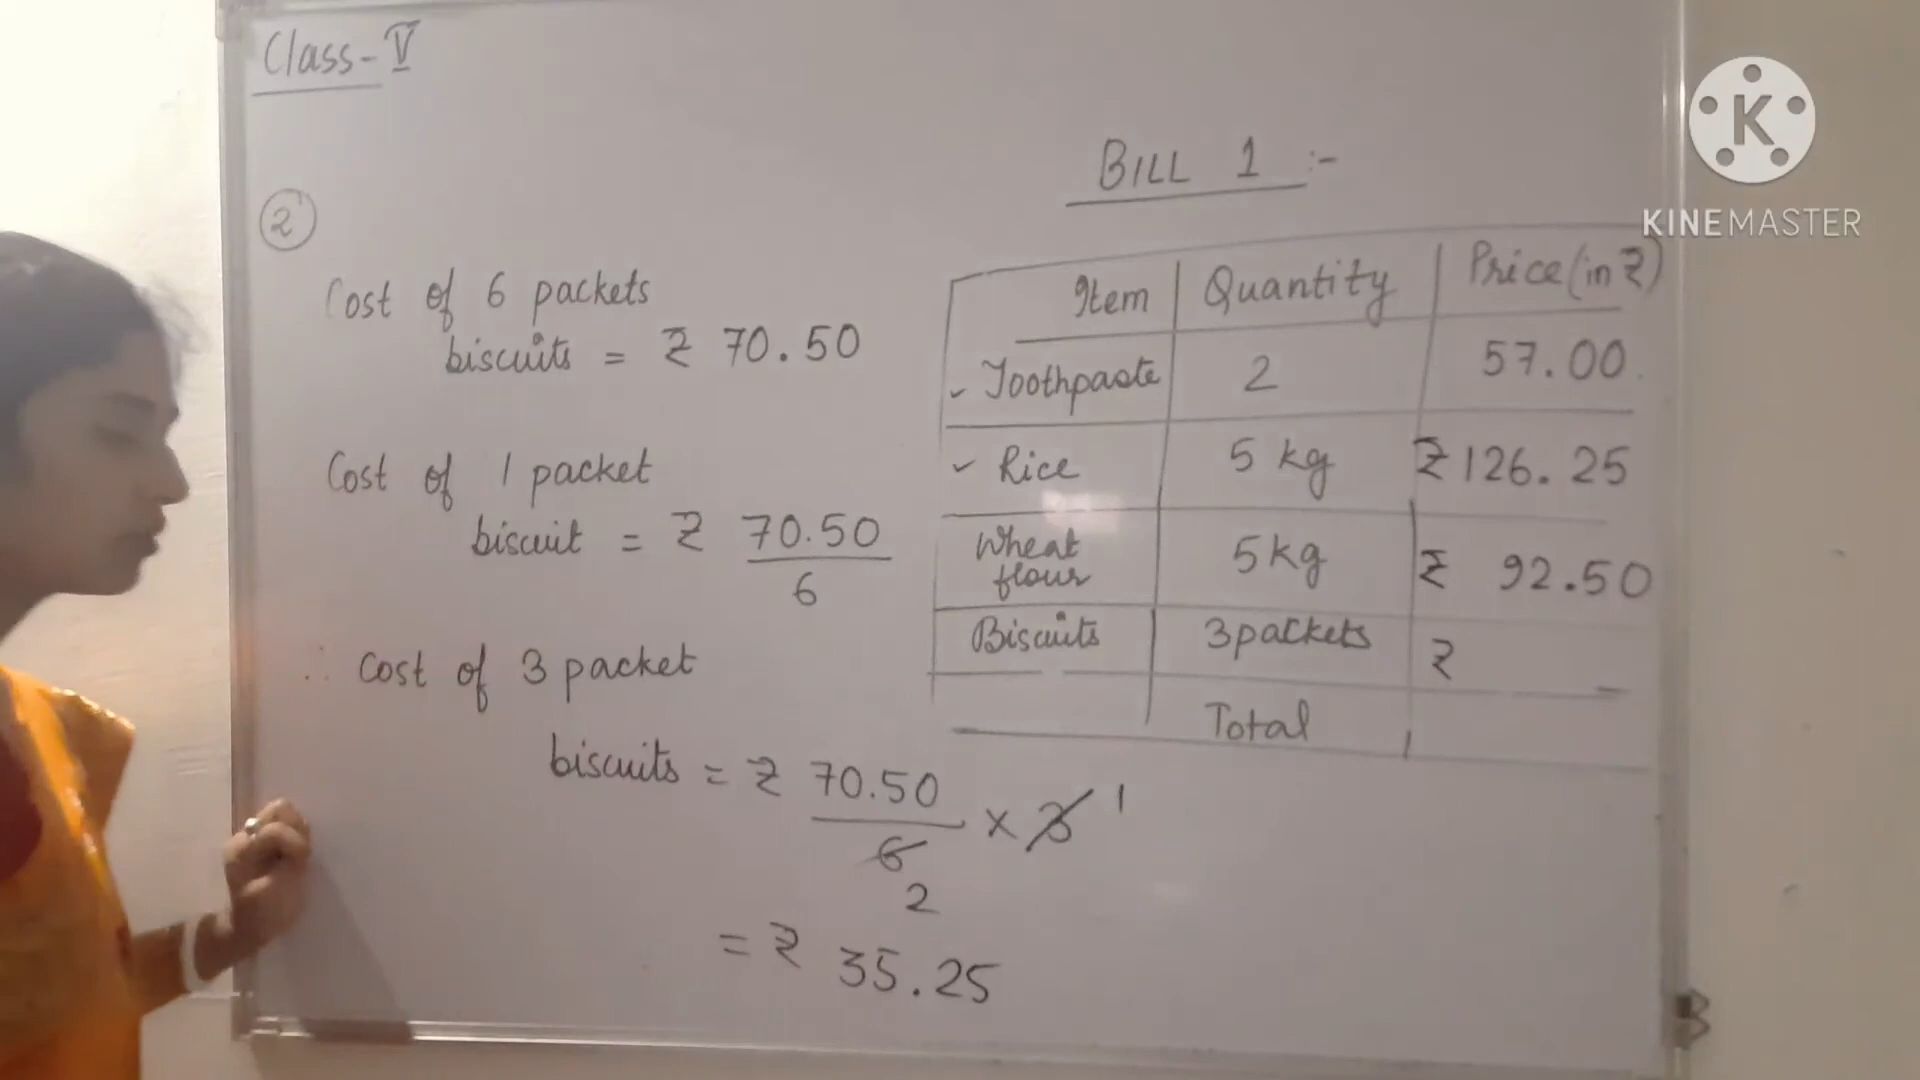 Class-V
2
Cost of 6 packets
biscuits = ₹ 70.50
Cost of 1 packet
biscuit = ₹ 70.50
6
∴ Cost of 3 packet
biscuits = ₹ 70.50 × 3 1
6
2
= ₹ 35.25
BILL 1 :-
Item Quantity Price (in ₹)
Toothpaste 2 57.00
Rice 5 kg ₹ 126.25
Wheat flour 5 kg ₹ 92.50
Biscuits 3 packets ₹
Total
K
KINEMASTER